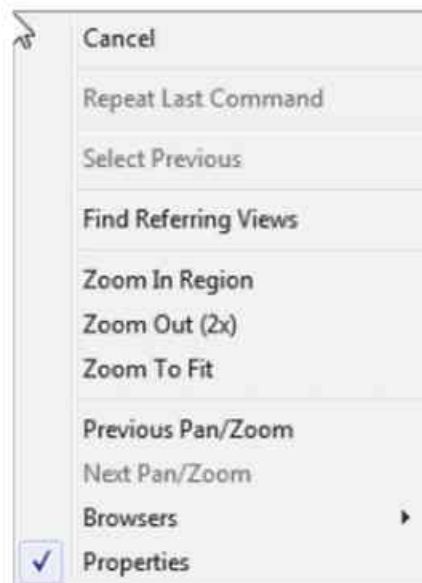 Cancel
Repeat Last Command
Select Previous
Find Referring Views
Zoom In Region
Zoom Out (2x)
Zoom To Fit
Previous Pan/Zoom
Next Pan/Zoom
Browsers
Properties